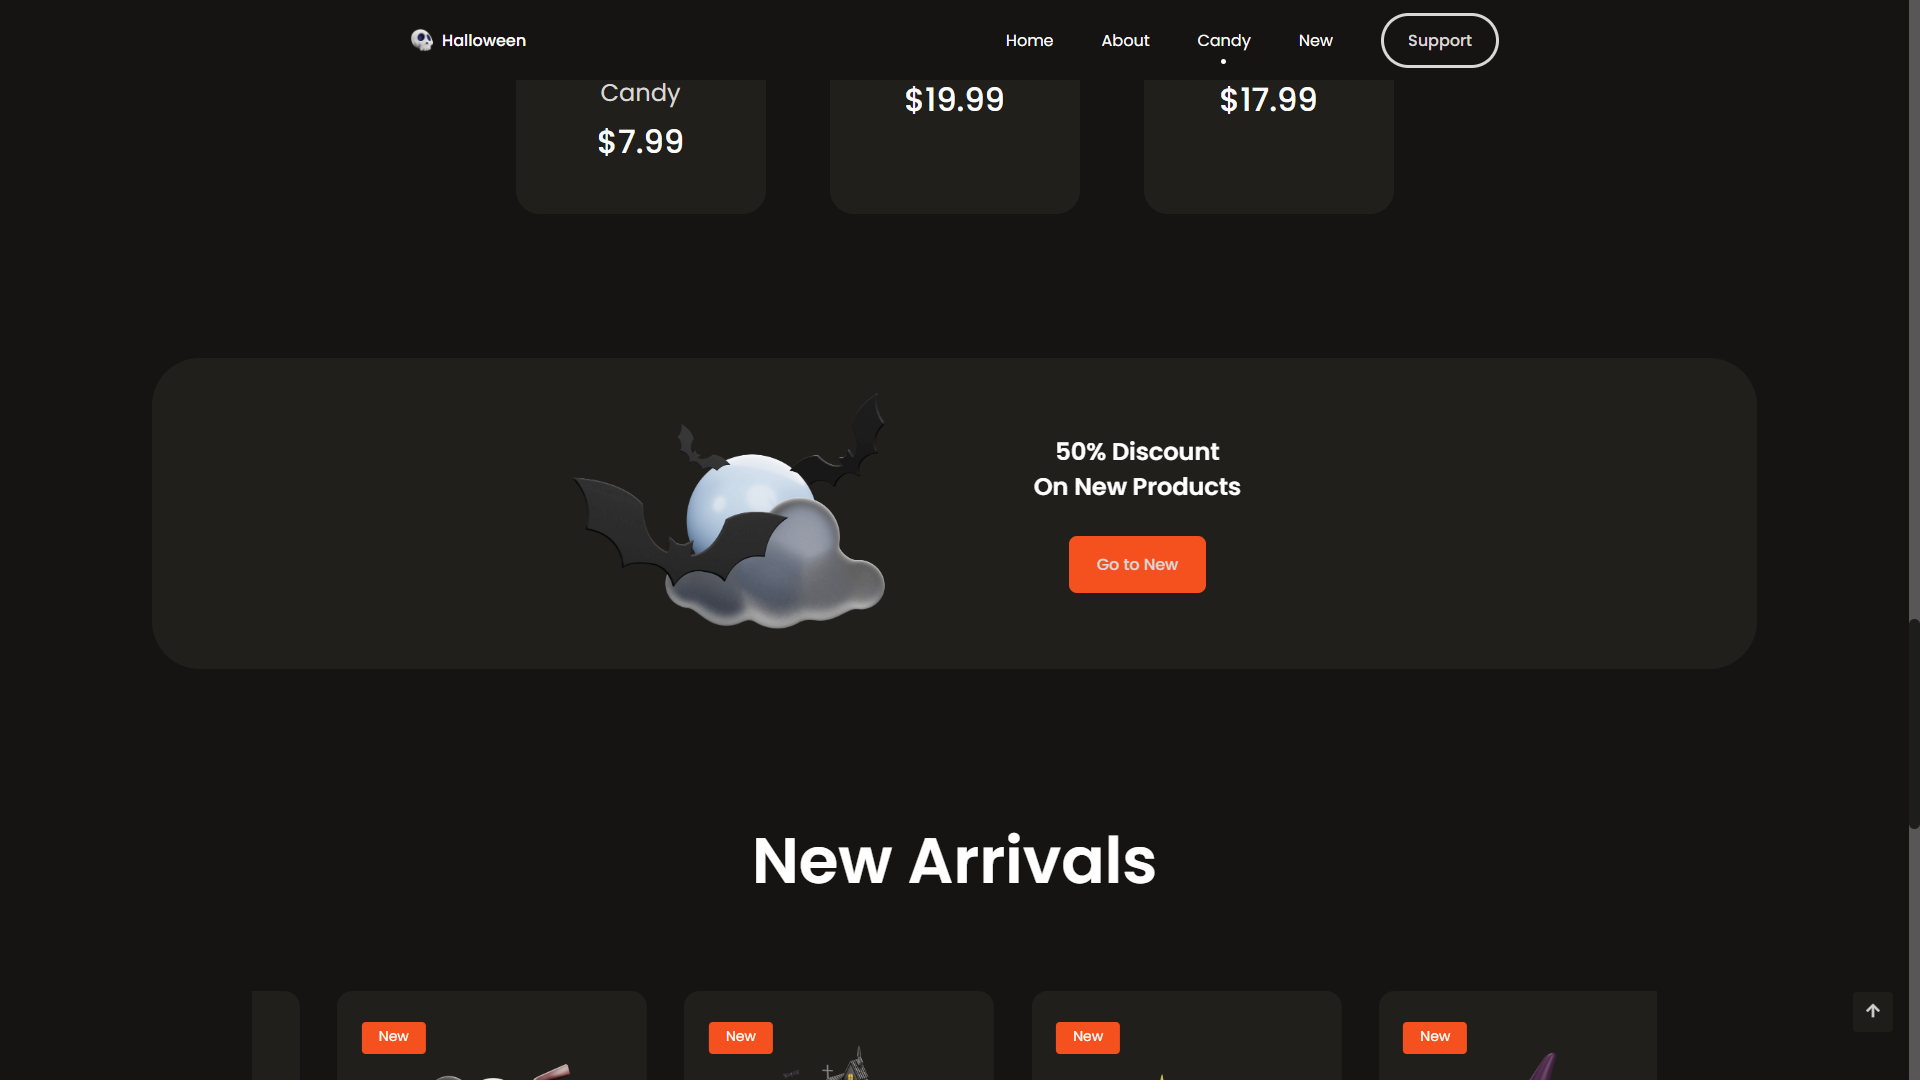 Halloween
Home
About
Candy
New
Support
Candy
$7.99
$19.99
$17.99
50% Discount
On New Products
Go to New
New Arrivals
New
New
New
New